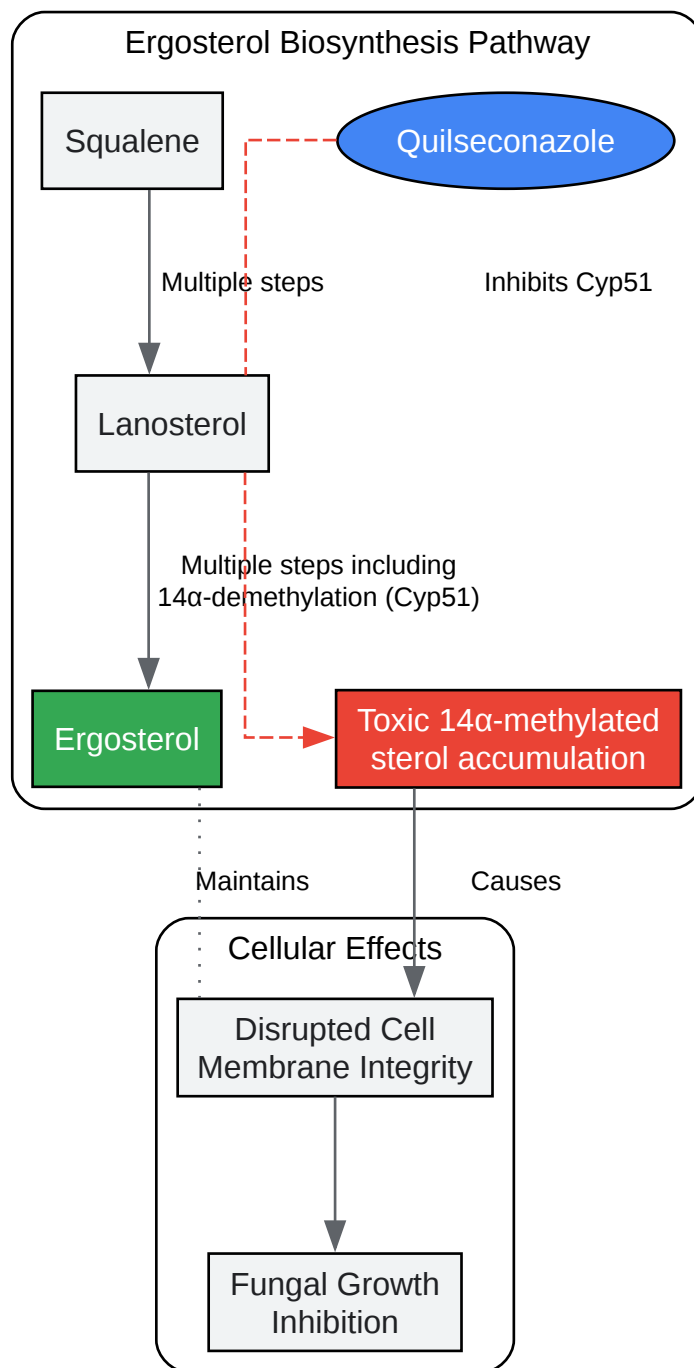 Ergosterol Biosynthesis Pathway
Squalene
Quilseconazole
Multiple steps
Inhibits Cyp51
Lanosterol
Multiple steps including
14α-demethylation (Cyp51)
Ergosterol
Toxic 14α-methylated
sterol accumulation
Maintains
Causes
Cellular Effects
Disrupted Cell
Membrane Integrity
Fungal Growth
Inhibition